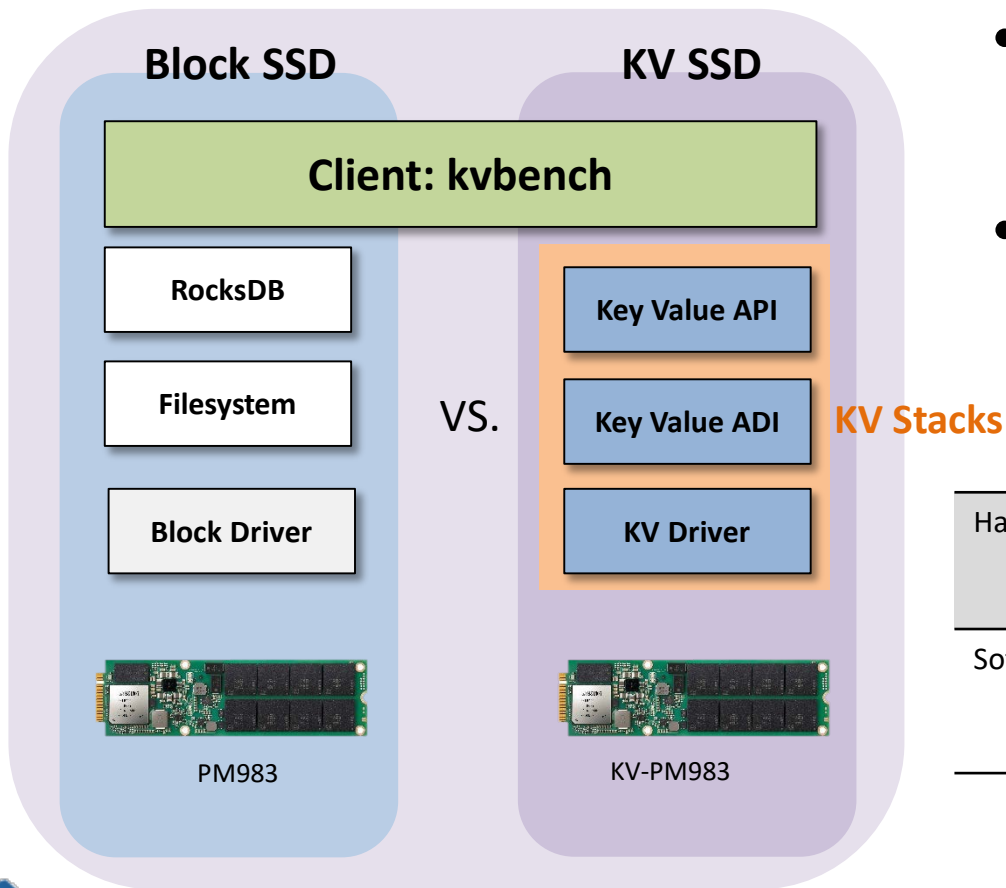 Block SSD
KV SSD
Client: kvbench
RocksDB
Filesystem
Block Driver
VS.
Key Value API
Key Value ADI
KV Driver
KV Stacks
PM983
KV-PM983